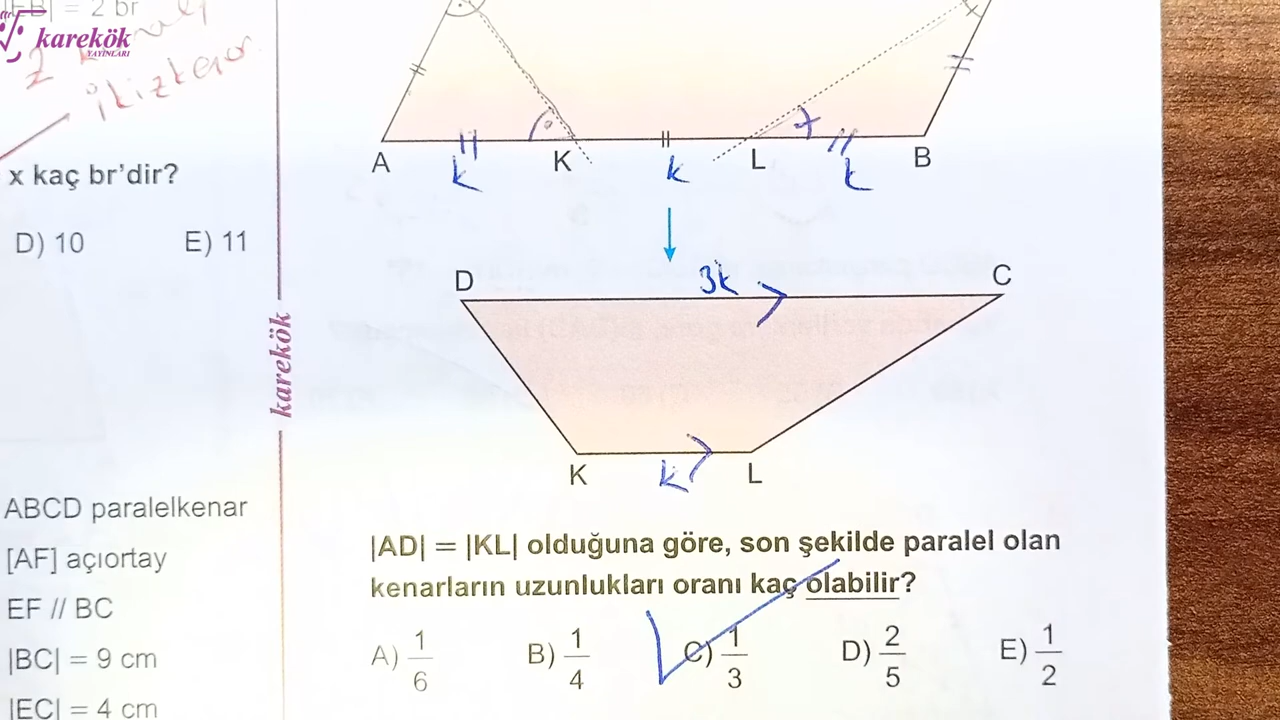 |EB| = 2 br
karekök
YAYINLARI
2
ikizkenar
x kaç br'dir?
D) 10 E) 11
A K L B
k k k
D C
3k
K L
k
karekök
ABCD paralelkenar
[AF] açıortay
EF // BC
|BC| = 9 cm
|EC| = 4 cm
|AD| = |KL| olduğuna göre, son şekilde paralel olan
kenarların uzunlukları oranı kaç olabilir?
A) 1/6 B) 1/4 C) 1/3 D) 2/5 E) 1/2